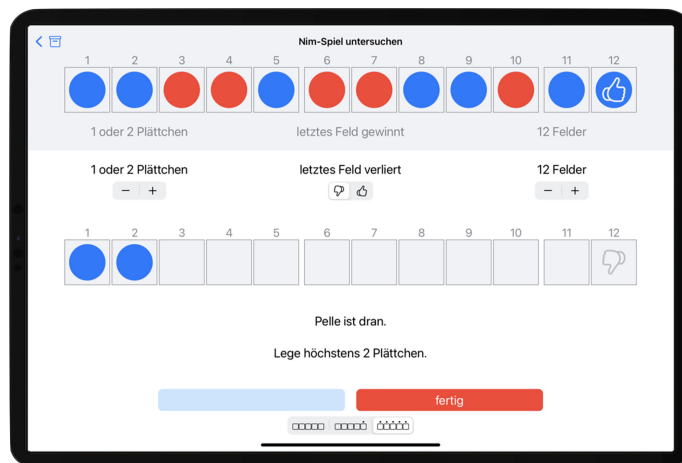 Nim-Spiel untersuchen
1 2 3 4 5 6 7 8 9 10 11 12
1 oder 2 Plättchen letztes Feld gewinnt 12 Felder
1 oder 2 Plättchen letztes Feld verliert 12 Felder
− + − +
1 2 3 4 5 6 7 8 9 10 11 12
Pelle ist dran.
Lege höchstens 2 Plättchen.
fertig